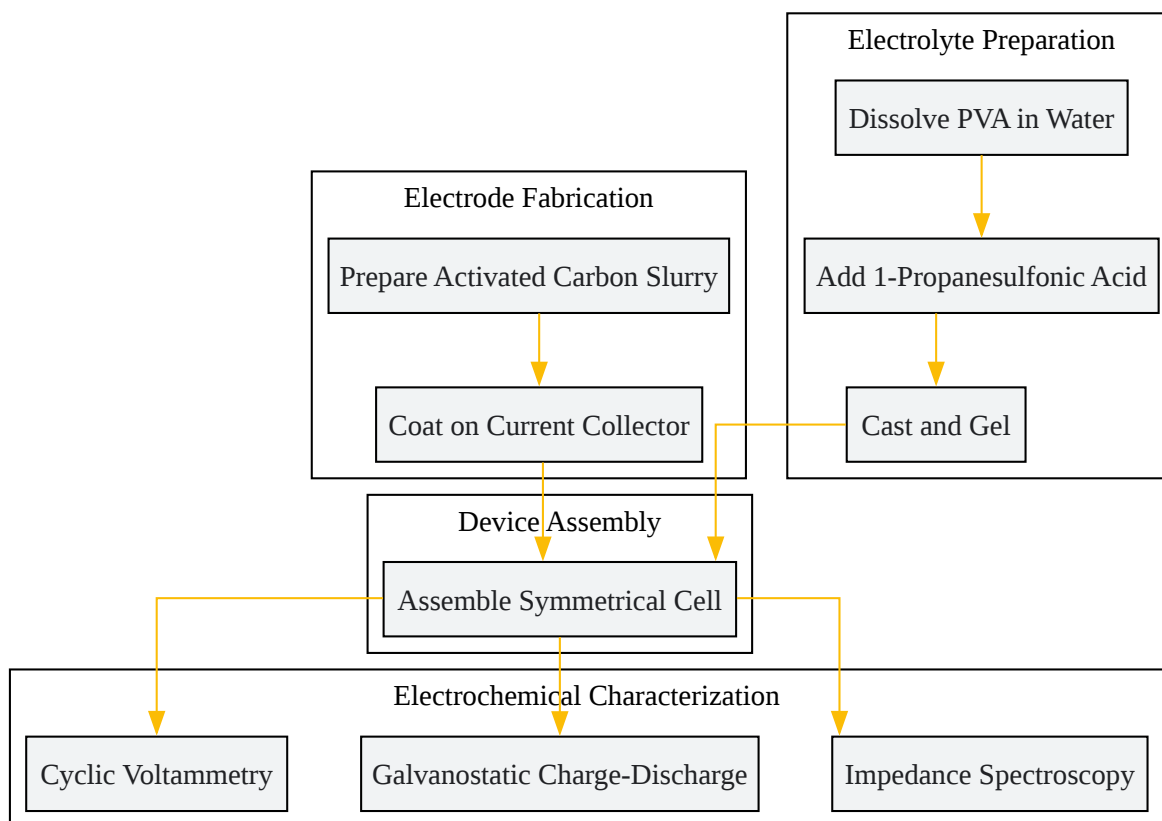 Electrolyte Preparation
Dissolve PVA in Water
Electrode Fabrication
Prepare Activated Carbon Slurry
Add 1-Propanesulfonic Acid
Coat on Current Collector
Cast and Gel
Device Assembly
Assemble Symmetrical Cell
Electrochemical Characterization
Cyclic Voltammetry
Galvanostatic Charge-Discharge
Impedance Spectroscopy